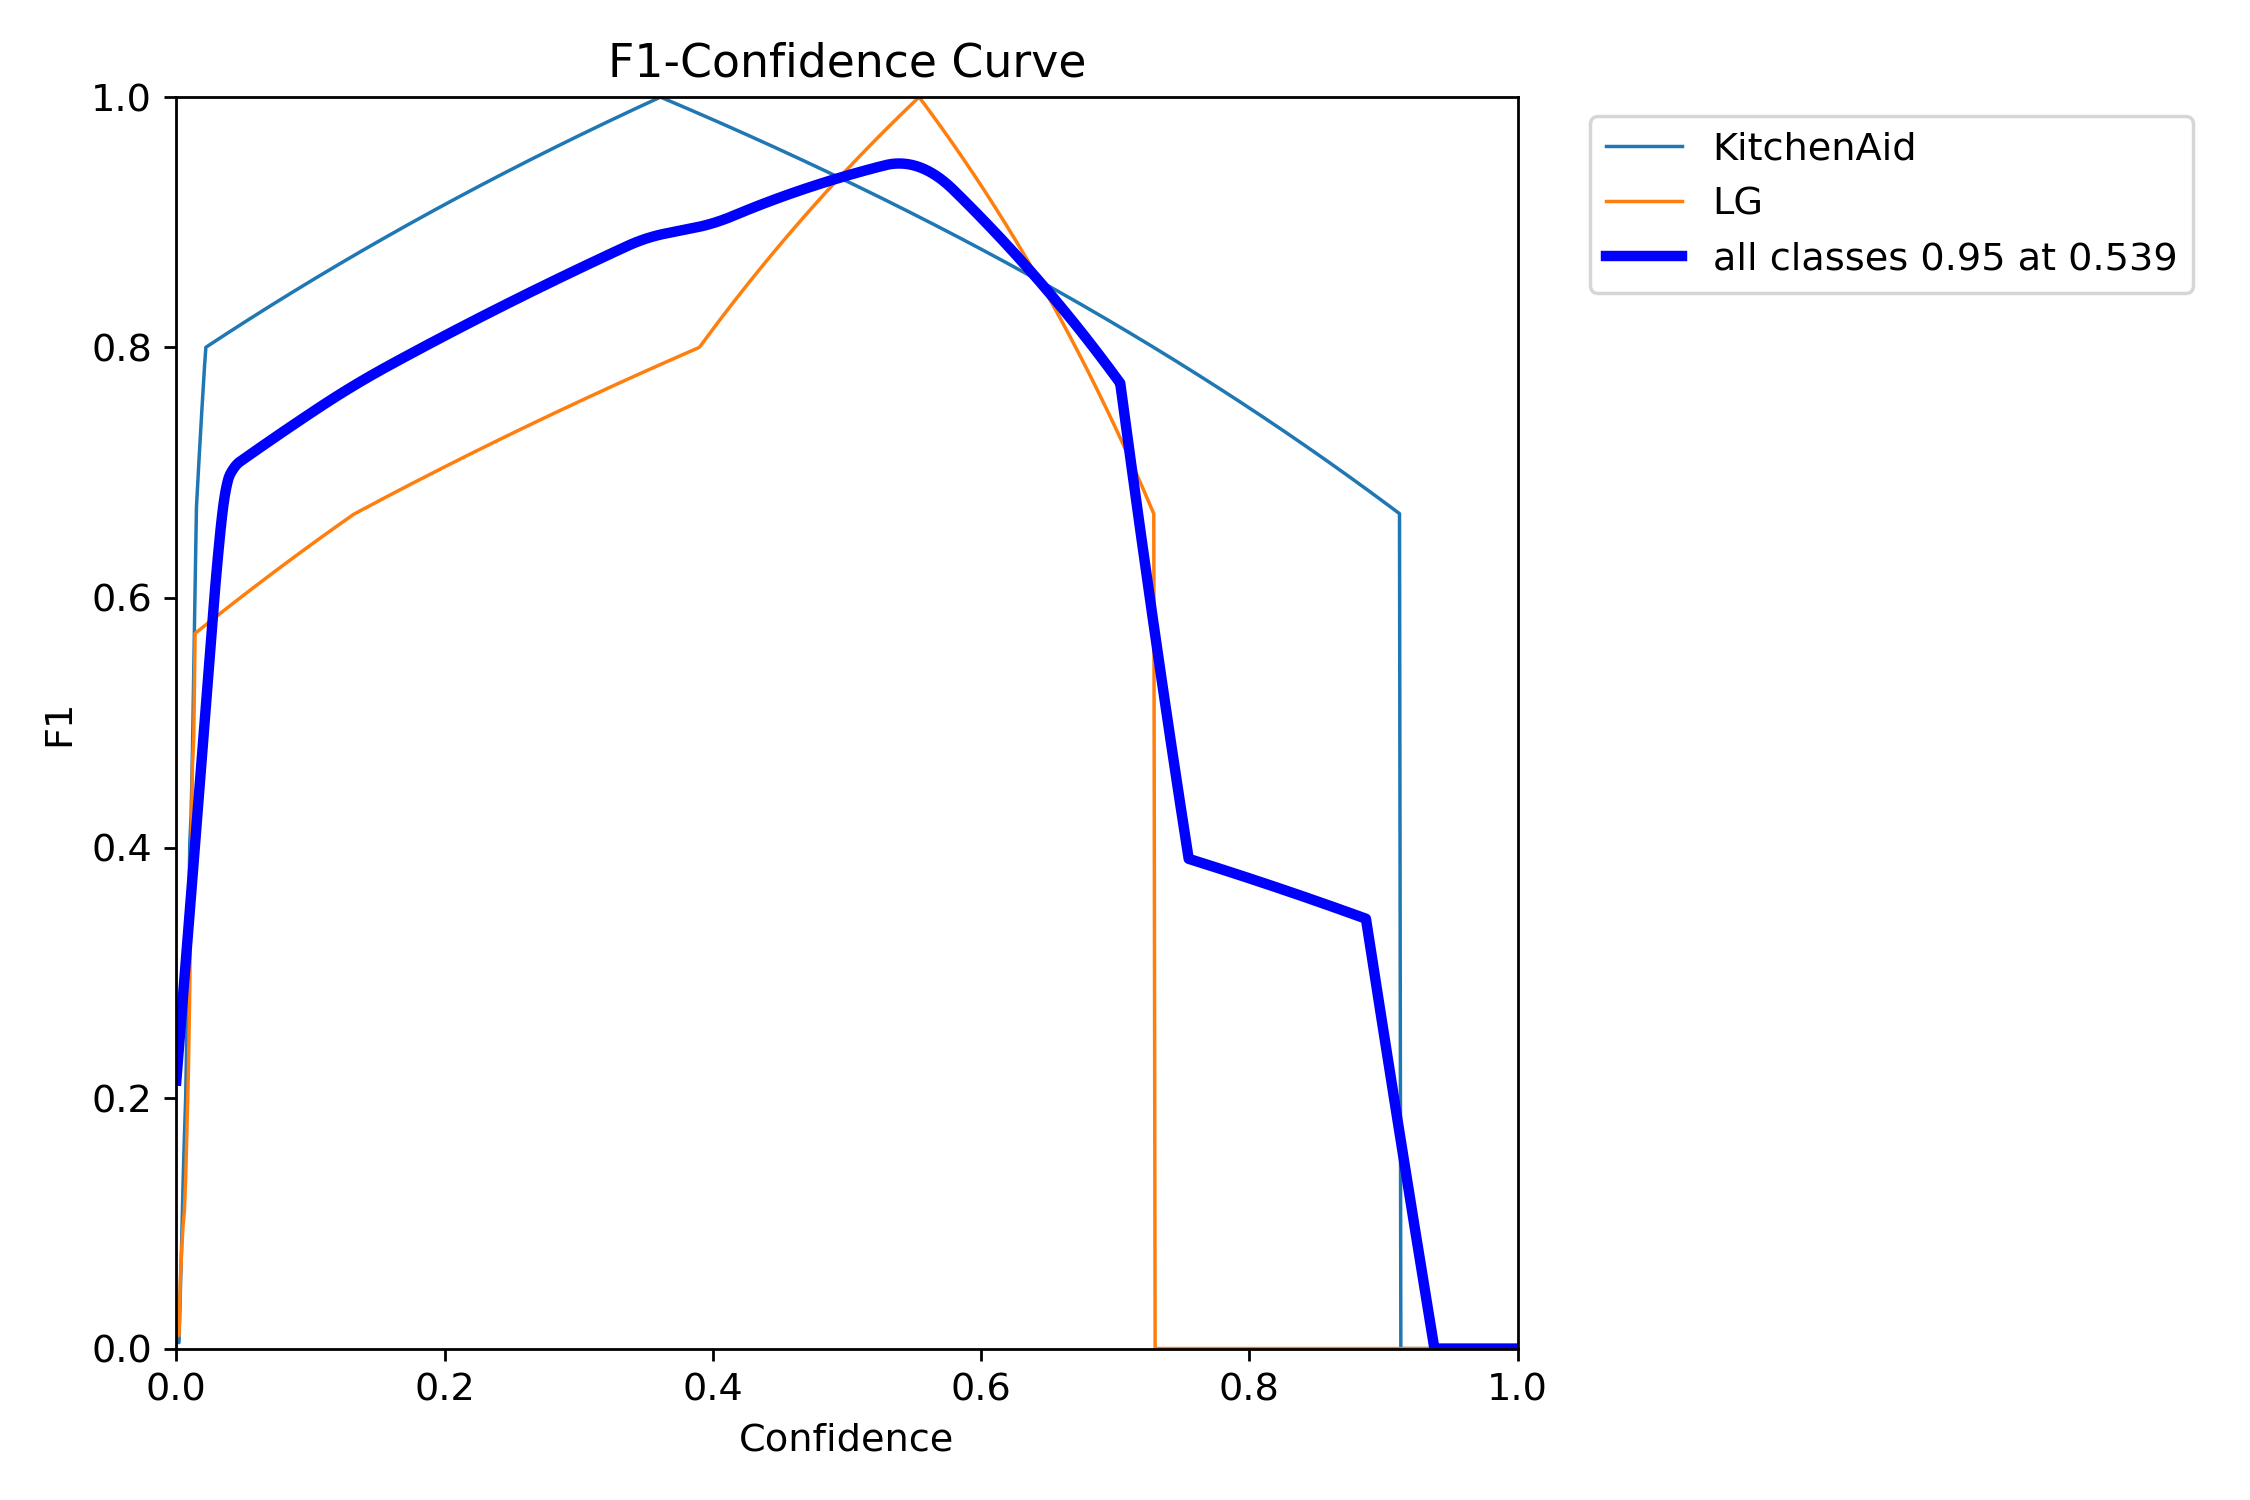 F1-Confidence Curve
1.0
0.8
0.6
0.4
0.2
0.0
F1
0.0 0.2 0.4 0.6 0.8 1.0
Confidence
KitchenAid
LG
all classes 0.95 at 0.539